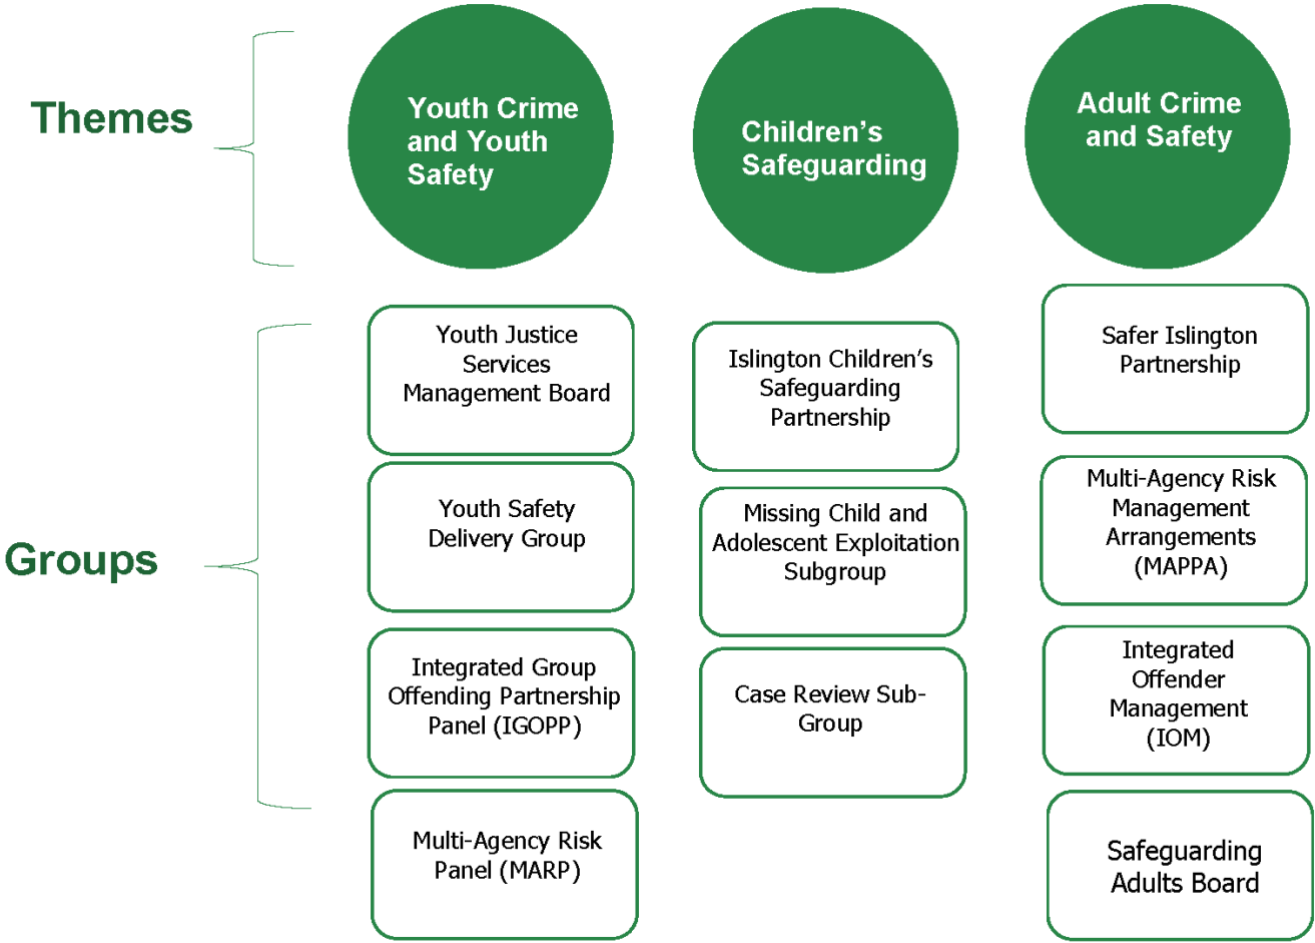 Themes
Youth Crime
and Youth
Safety
Children’s
Safeguarding
Adult Crime
and Safety
Groups
Youth Justice
Services
Management Board
Youth Safety
Delivery Group
Integrated Group
Offending Partnership
Panel (IGOPP)
Multi-Agency Risk
Panel (MARP)
Islington Children’s
Safeguarding
Partnership
Missing Child and
Adolescent Exploitation
Subgroup
Case Review Sub-
Group
Safer Islington
Partnership
Multi-Agency Risk
Management
Arrangements
(MAPPA)
Integrated
Offender
Management
(IOM)
Safeguarding
Adults Board